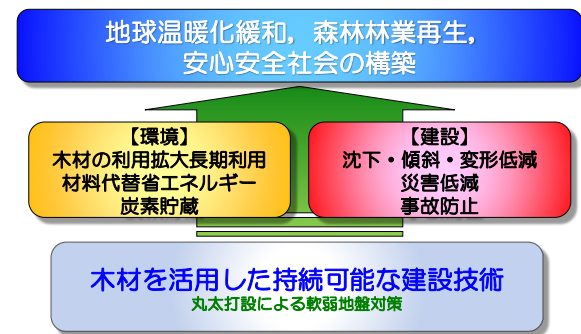 地球温暖化緩和，森林林業再生，
安心安全社会の構築
【環境】
木材の利用拡大長期利用
材料代替省エネルギー
炭素貯蔵
【建設】
沈下・傾斜・変形低減
災害低減
事故防止
木材を活用した持続可能な建設技術
丸太打設による軟弱地盤対策